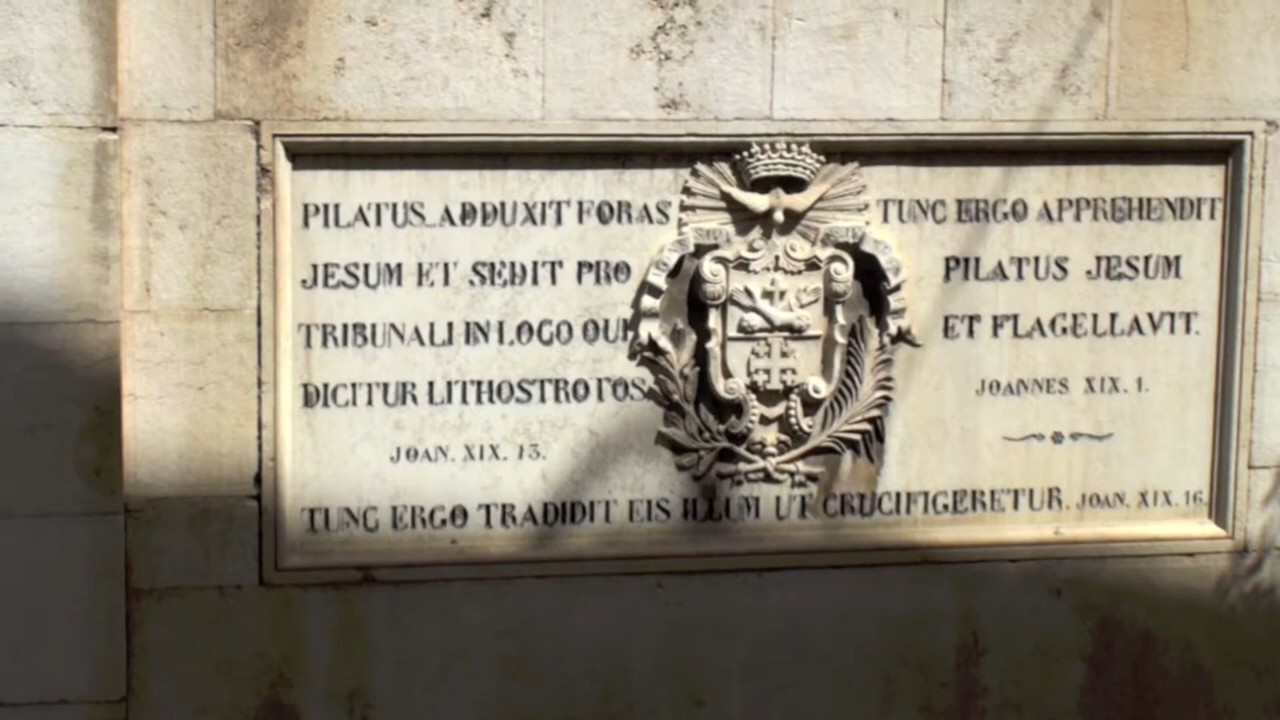 PILATUS ADDUXIT FORAS
JESUM ET SEDIT PRO
TRIBUNALI IN LOCO QUI
DICITUR LITHOSTROTOS
JOAN. XIX. 13.
TUNC ERGO APPREHENDIT
PILATUS JESUM
ET FLAGELLAVIT.
JOANNES XIX. 1.
TUNC ERGO TRADIDIT EIS ILLUM UT CRUCIFIGERETUR. JOAN. XIX. 16.